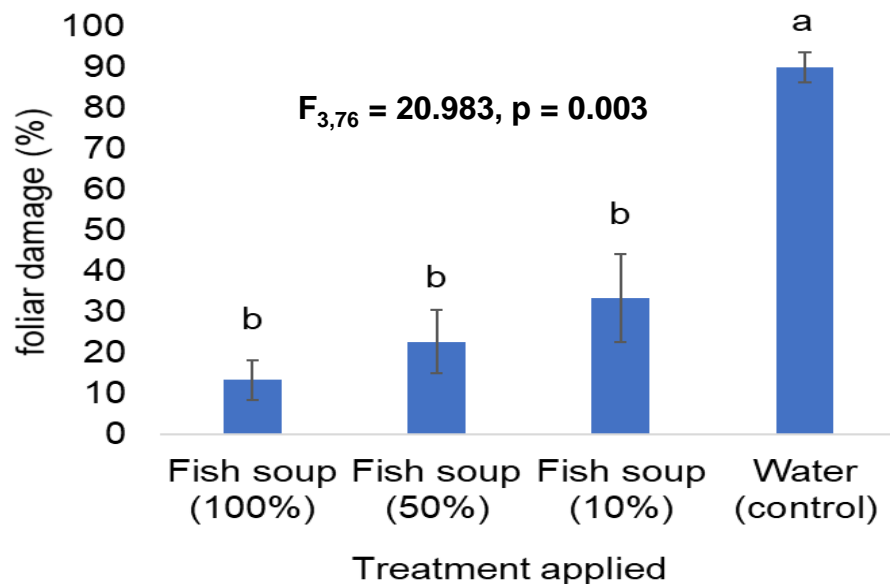 foliar damage (%)
100
90
80
70
60
50
40
30
20
10
0
F3,76 = 20.983, p = 0.003
b
b
b
a
Fish soup (100%)
Fish soup (50%)
Fish soup (10%)
Water (control)
Treatment applied